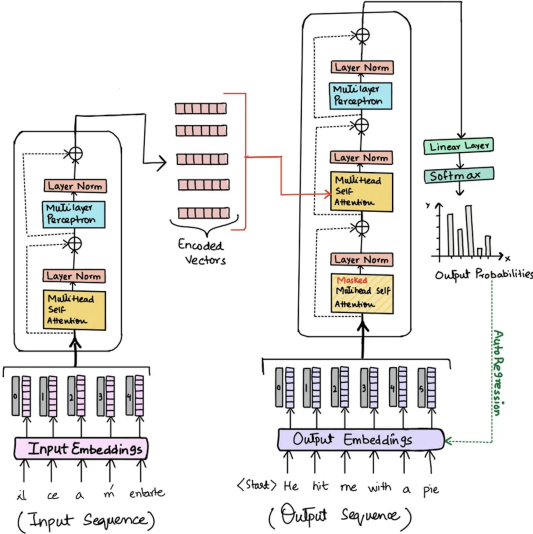 Layer Norm
Multilayer
Perceptron
Layer Norm
MultiHead
Self
Attention
0 1 2 3 4
Input Embeddings
il ce a m' entarte
(Input Sequence)
Encoded
Vectors
Layer Norm
Multilayer
Perceptron
Layer Norm
MultiHead
Self
Attention
Layer Norm
Masked
Multihead Self
Attention
0 1 2 3 4 5
Output Embeddings
<Start> He hit me with a pie
(Output Sequence)
Linear Layer
Softmax
Y
X
Output Probabilities
AutoRegression